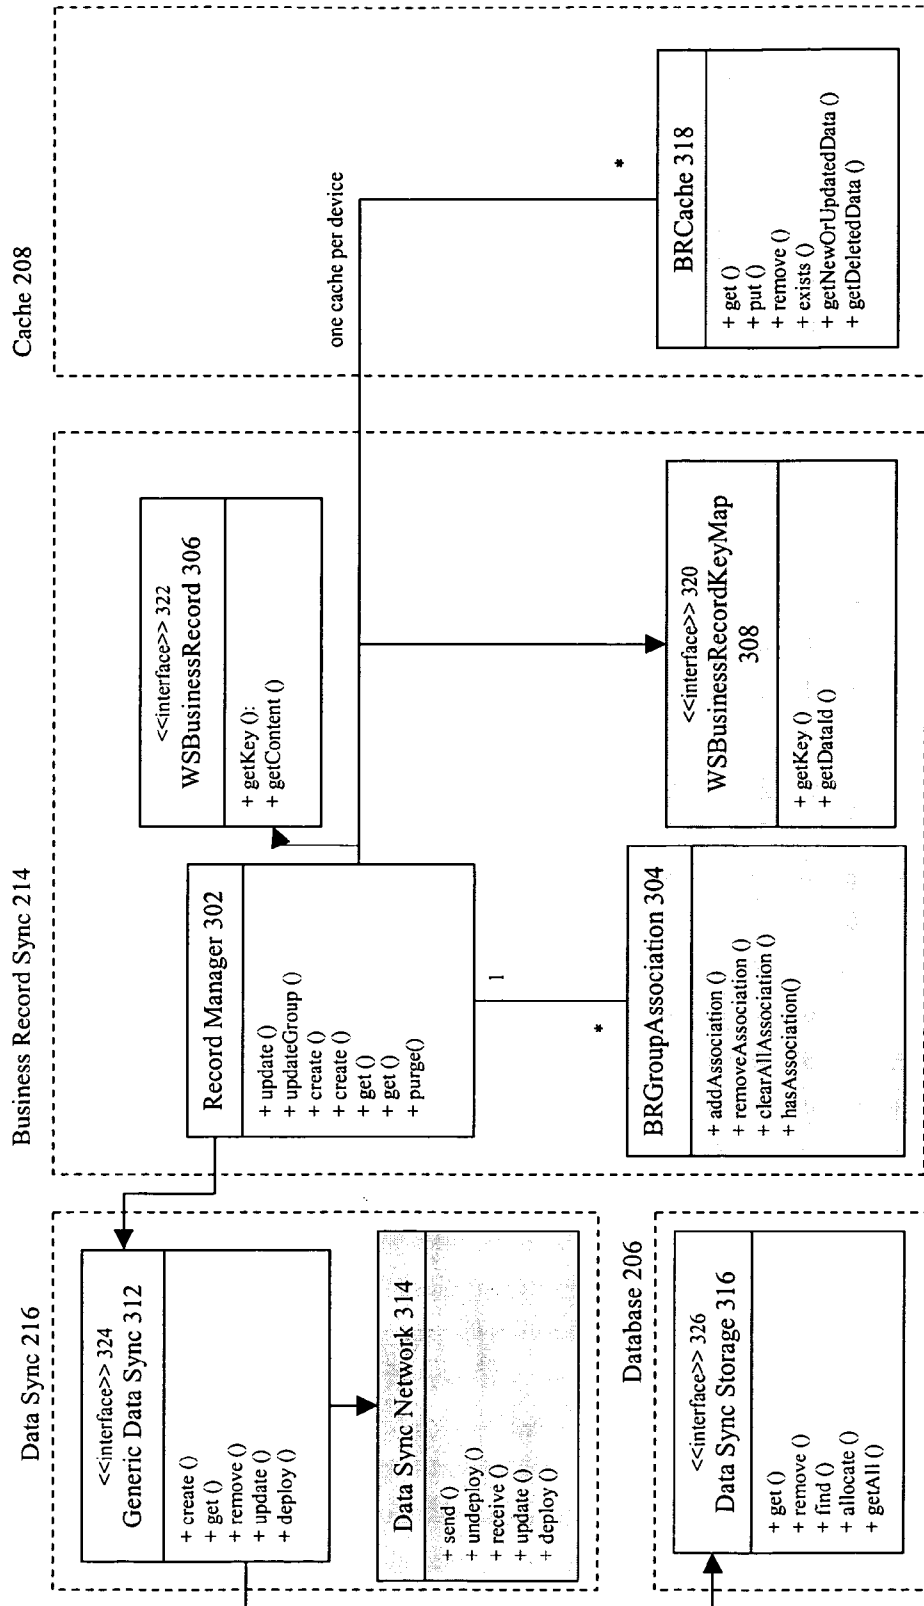 Data Sync 216
<<interface>> 324
Generic Data Sync 312
+ create ()
+ get ()
+ remove ()
+ update ()
+ deploy ()
Data Sync Network 314
+ send ()
+ undeploy ()
+ receive ()
+ update ()
+ deploy ()
Database 206
<<interface>> 326
Data Sync Storage 316
+ get ()
+ remove ()
+ find ()
+ allocate ()
+ getAll ()
Business Record Sync 214
Record Manager 302
+ update ()
+ updateGroup ()
+ create ()
+ create ()
+ get ()
+ get ()
+ purge()
1
*
BRGroupAssociation 304
+ addAssociation ()
+ removeAssociation ()
+ clearAllAssociation ()
+ hasAssociation()
<<interface>> 322
WSBusinessRecord 306
+ getKey ():
+ getContent ()
<<interface>> 320
WSBusinessRecordKeyMap
308
+ getKey ()
+ getDataId ()
Cache 208
one cache per device
*
BRCache 318
+ get ()
+ put ()
+ remove ()
+ exists ()
+ getNewOrUpdatedData ()
+ getDeletedData ()